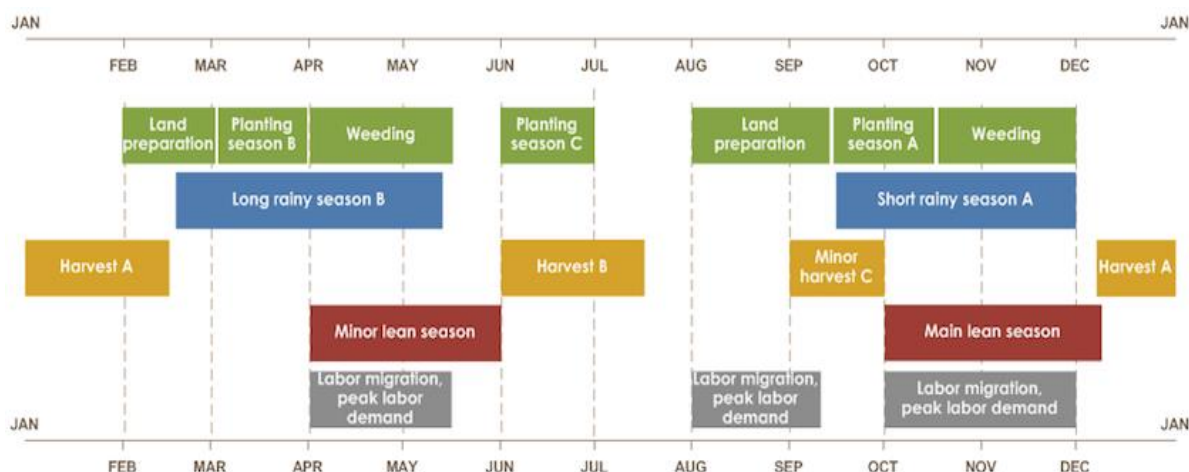 JAN JAN
FEB MAR APR MAY JUN JUL AUG SEP OCT NOV DEC
Land
preparation
Planting
season B
Weeding
Planting
season C
Land
preparation
Planting
season A
Weeding
Long rainy season B
Short rainy season A
Harvest A
Harvest B
Minor
harvest C
Harvest A
Minor lean season
Main lean season
Labor migration,
peak labor
demand
Labor migration,
peak labor
demand
Labor migration,
peak labor demand
JAN JAN
FEB MAR APR MAY JUN JUL AUG SEP OCT NOV DEC